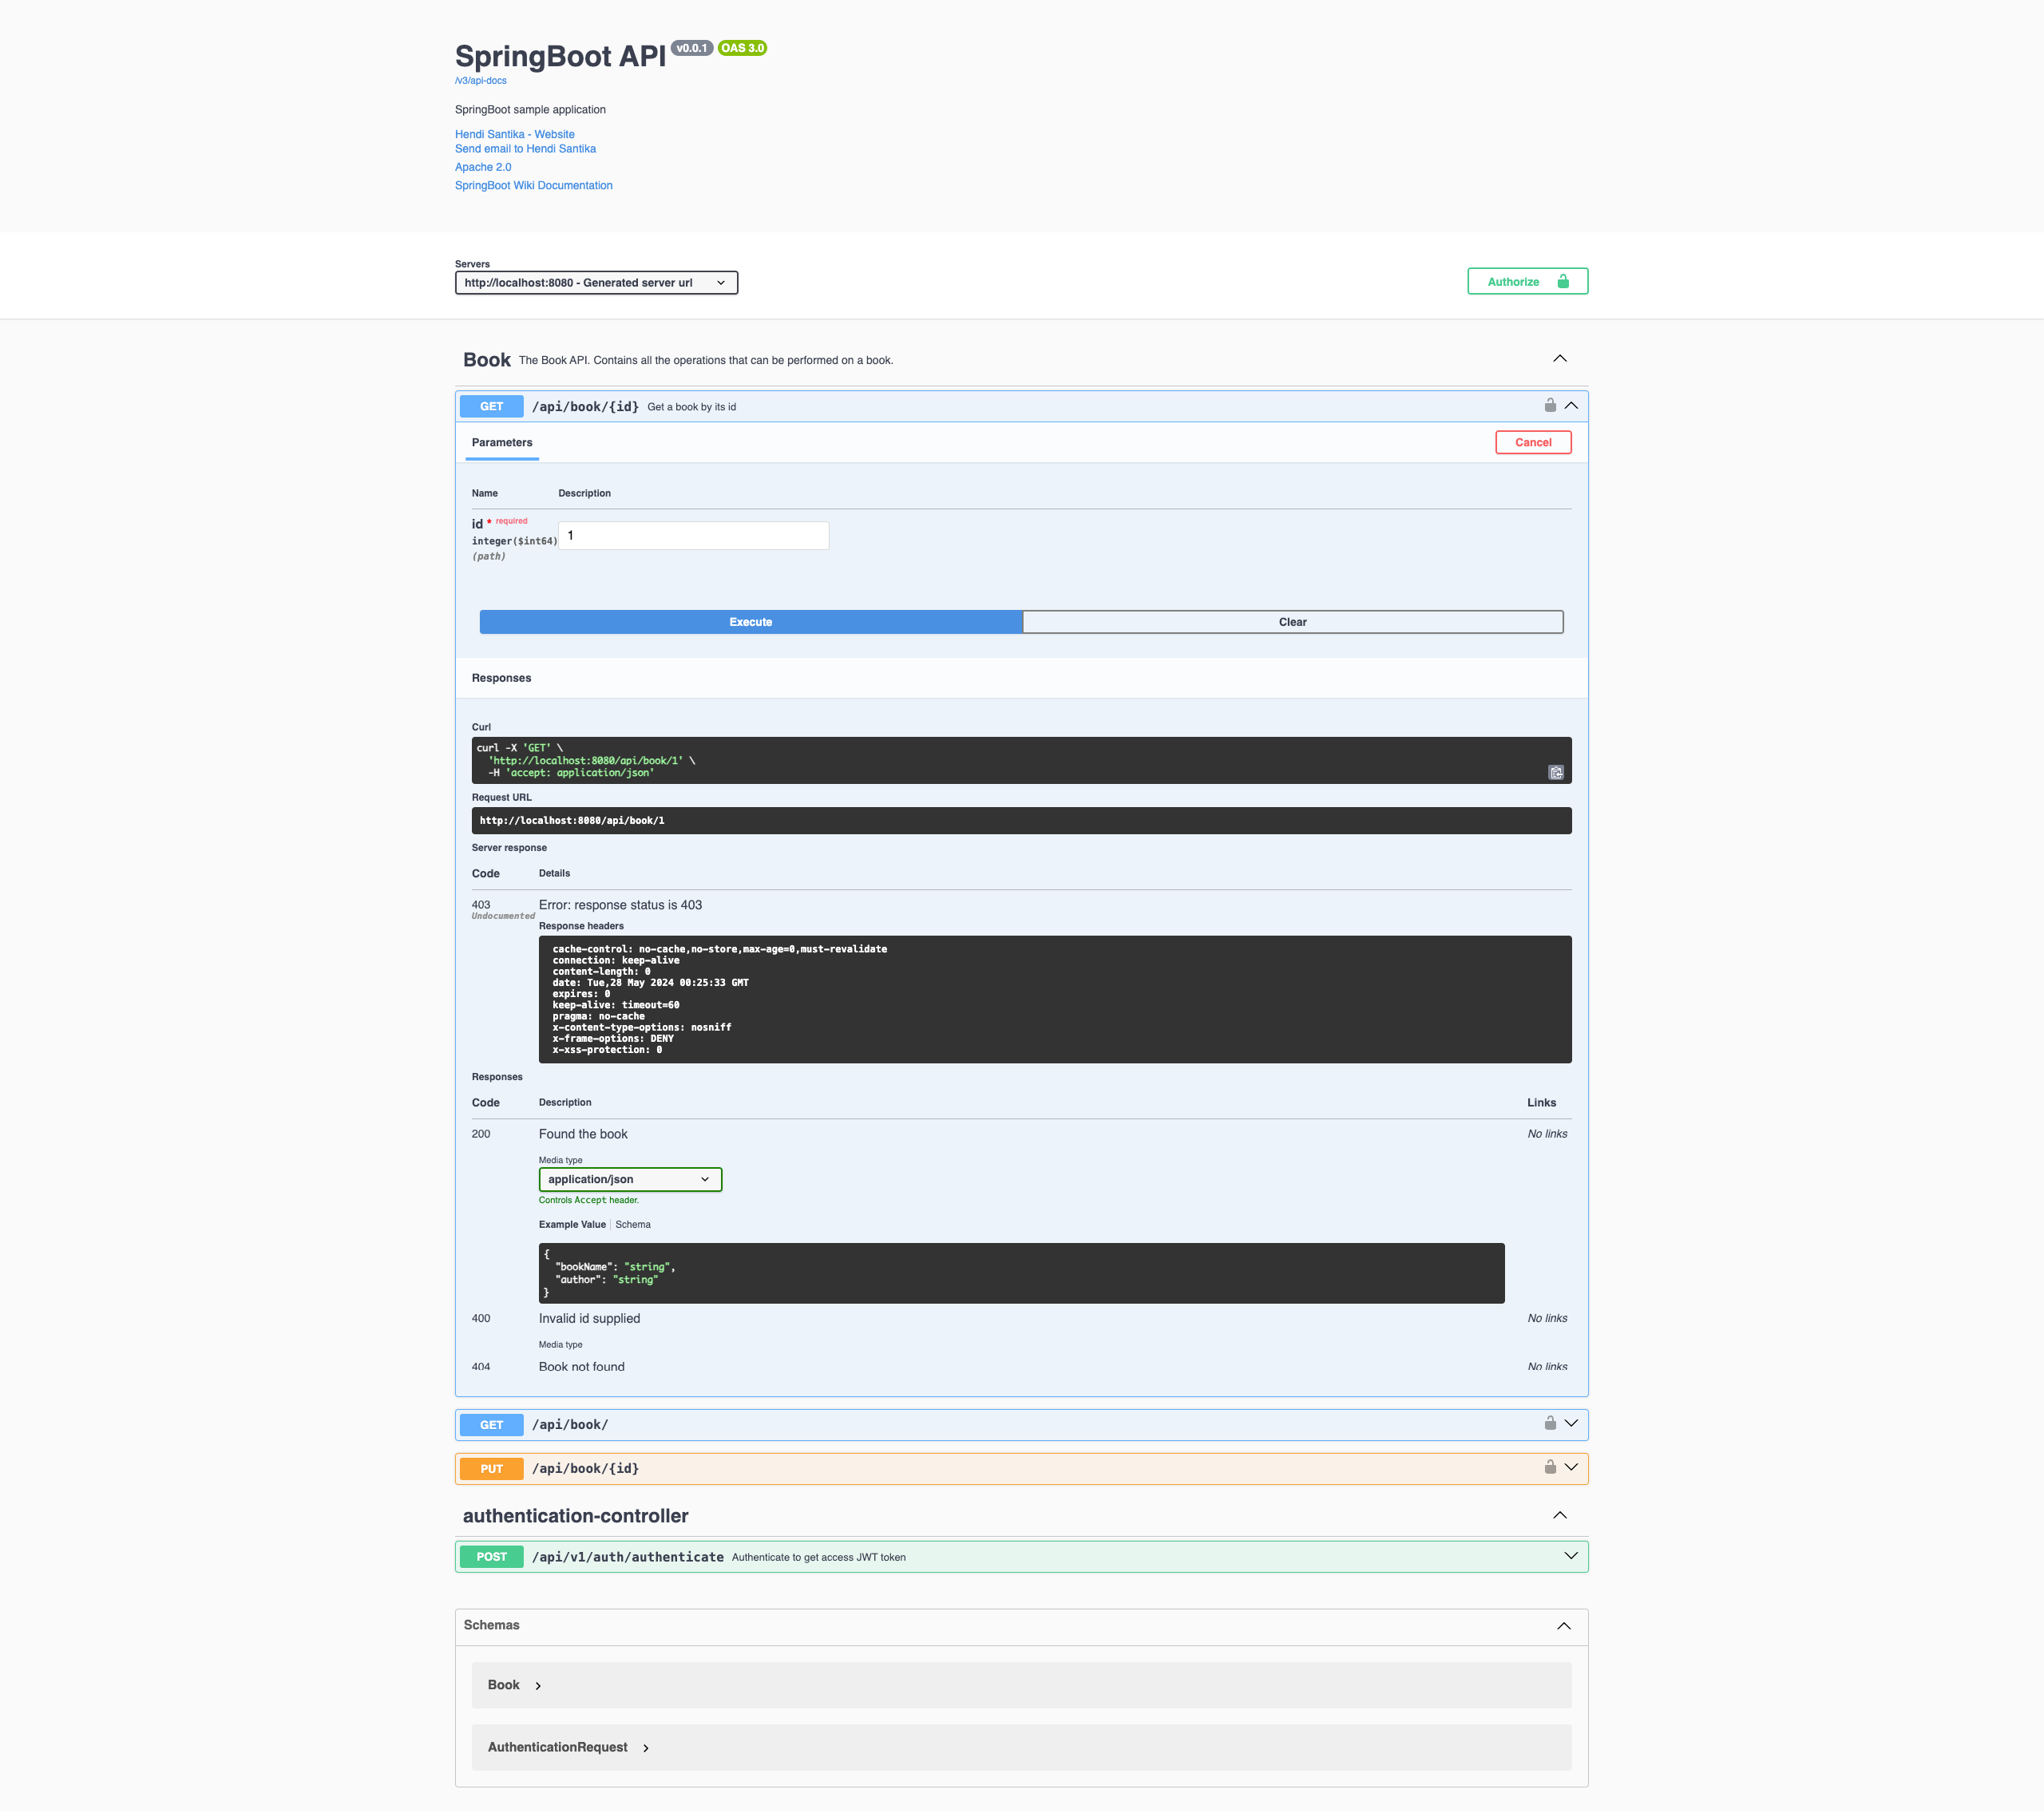 SpringBoot API v0.0.1 OAS 3.0
/v3/api-docs
SpringBoot sample application
Hendi Santika - Website
Send email to Hendi Santika
Apache 2.0
SpringBoot Wiki Documentation
Servers
http://localhost:8080 - Generated server url
Authorize
Book The Book API. Contains all the operations that can be performed on a book.
GET /api/book/{id} Get a book by its id
Parameters
Cancel
Name Description
id * required
integer($int64)
(path)
1
Execute Clear
Responses
Curl
curl -X 'GET' \
'http://localhost:8080/api/book/1' \
-H 'accept: application/json'
Request URL
http://localhost:8080/api/book/1
Server response
Code Details
403 Error: response status is 403
Undocumented
Response headers
cache-control: no-cache,no-store,max-age=0,must-revalidate
connection: keep-alive
content-length: 0
date: Tue,28 May 2024 00:25:33 GMT
expires: 0
keep-alive: timeout=60
pragma: no-cache
x-content-type-options: nosniff
x-frame-options: DENY
x-xss-protection: 0
Responses
Code Description Links
200 Found the book No links
Media type
application/json
Controls Accept header.
Example Value Schema
{
"bookName": "string",
"author": "string"
}
400 Invalid id supplied No links
Media type
404 Book not found No links
GET /api/book/
PUT /api/book/{id}
authentication-controller
POST /api/v1/auth/authenticate Authenticate to get access JWT token
Schemas
Book
AuthenticationRequest